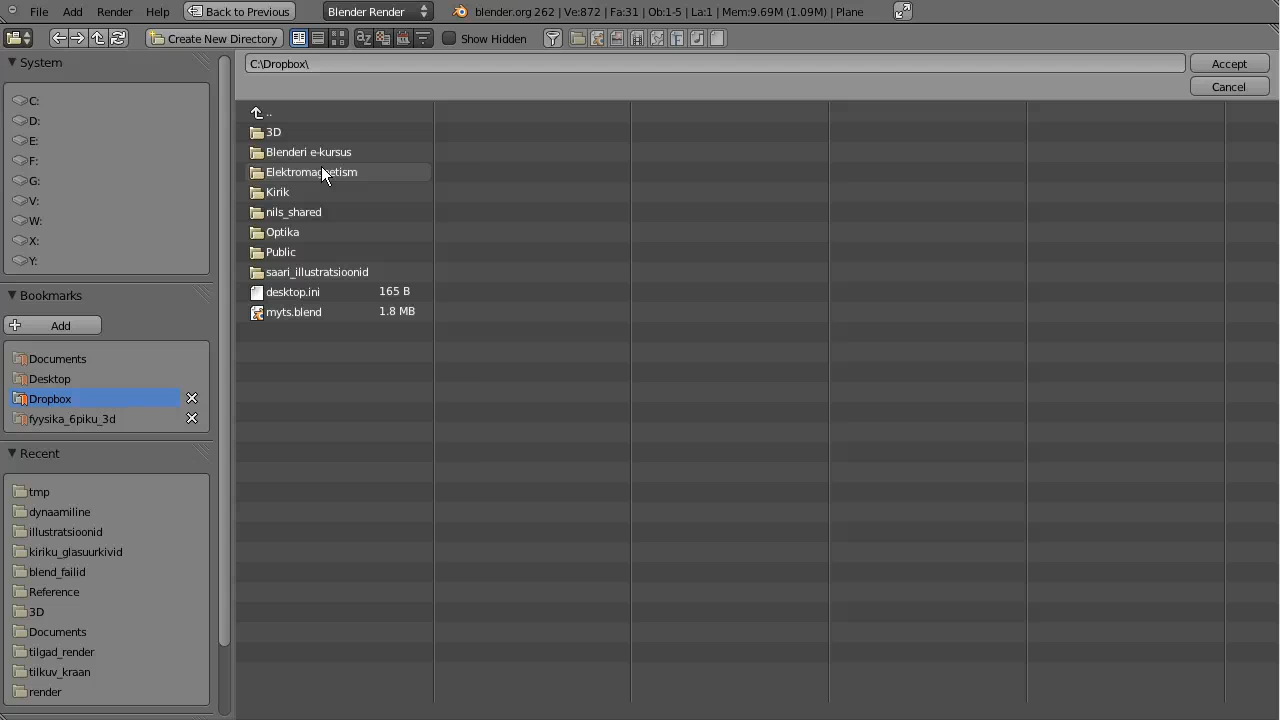 File Add Render Help Back to Previous Blender Render blender.org 262 | Ve:872 | Fa:31 | Ob:1-5 | La:1 | Mem:9.69M (1.09M) | Plane
Create New Directory Show Hidden
System
C:
D:
E:
F:
G:
V:
W:
X:
Y:
Bookmarks
Add
Documents
Desktop
Dropbox
fyysika_6piku_3d
Recent
tmp
dynaamiline
illustratsioonid
kiriku_glasuurkivid
blend_failid
Reference
3D
Documents
tilgad_render
tilkuv_kraan
render
C:\Dropbox\ Accept
Cancel
..
3D
Blenderi e-kursus
Elektromagnetism
Kirik
nils_shared
Optika
Public
saari_illustratsioonid
desktop.ini 165 B
myts.blend 1.8 MB